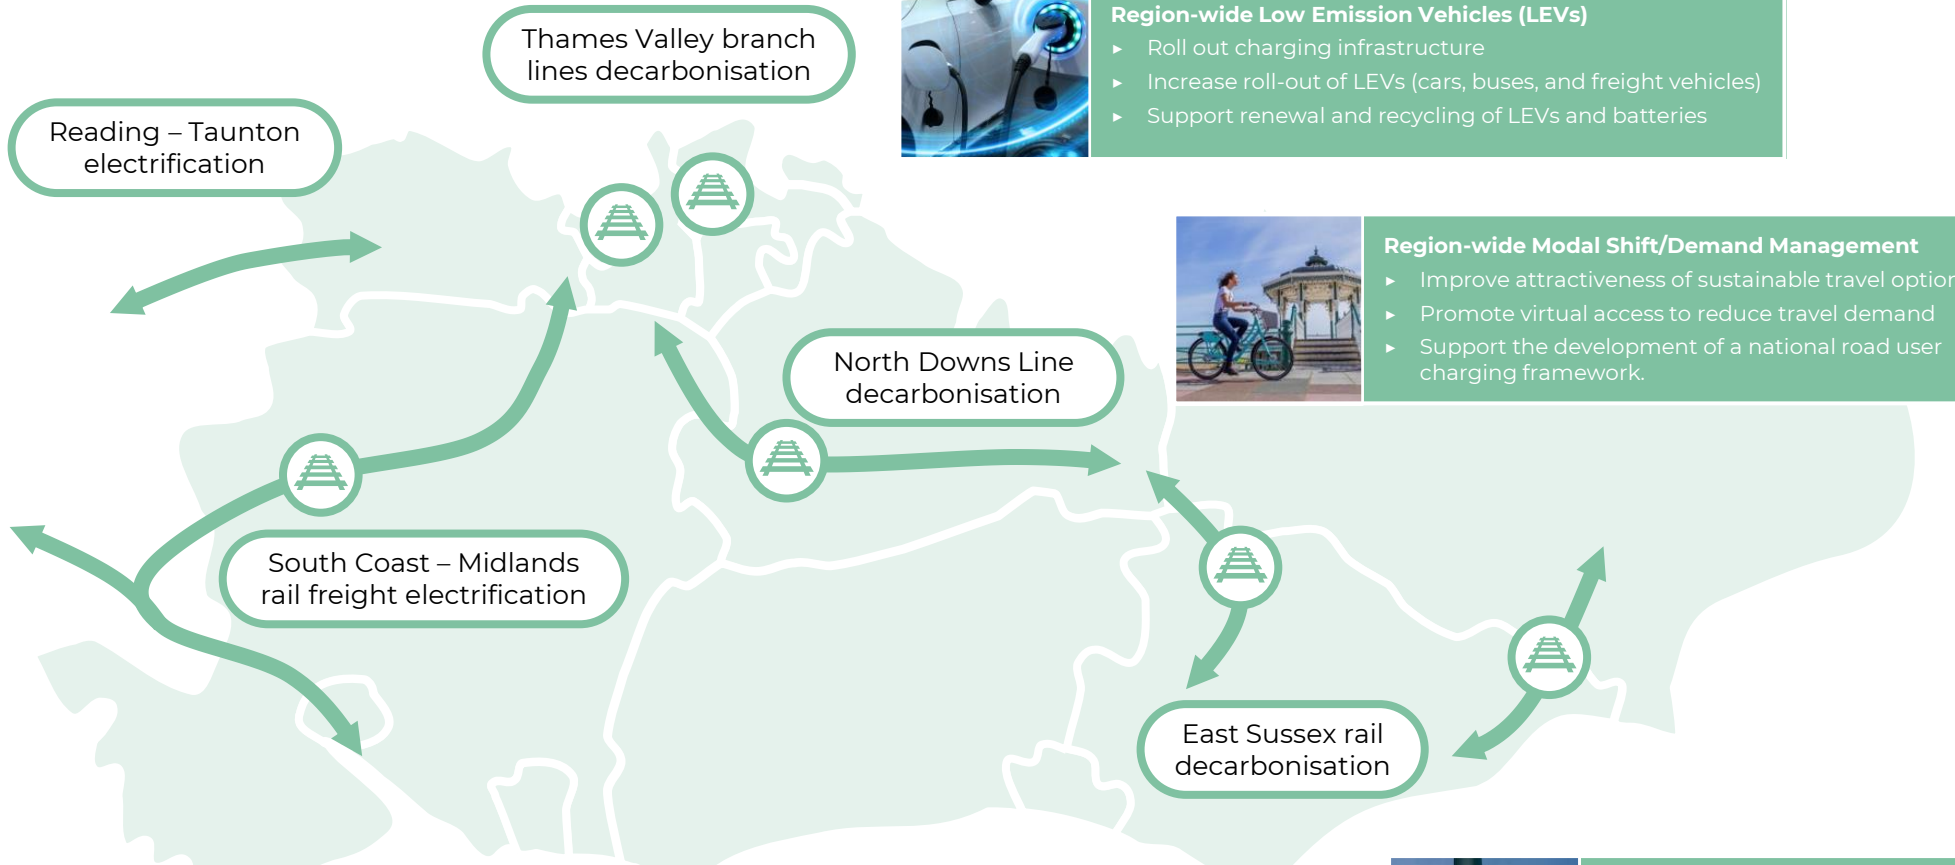 Region-wide Low Emission Vehicles (LEVs)
▸ Roll out charging infrastructure
▸ Increase roll-out of LEVs (cars, buses, and freight vehicles)
▸ Support renewal and recycling of LEVs and batteries
Thames Valley branch
lines decarbonisation
Reading – Taunton
electrification
Region-wide Modal Shift/Demand Management
▸ Improve attractiveness of sustainable travel option
▸ Promote virtual access to reduce travel demand
▸ Support the development of a national road user
charging framework.
North Downs Line
decarbonisation
South Coast – Midlands
rail freight electrification
East Sussex rail
decarbonisation